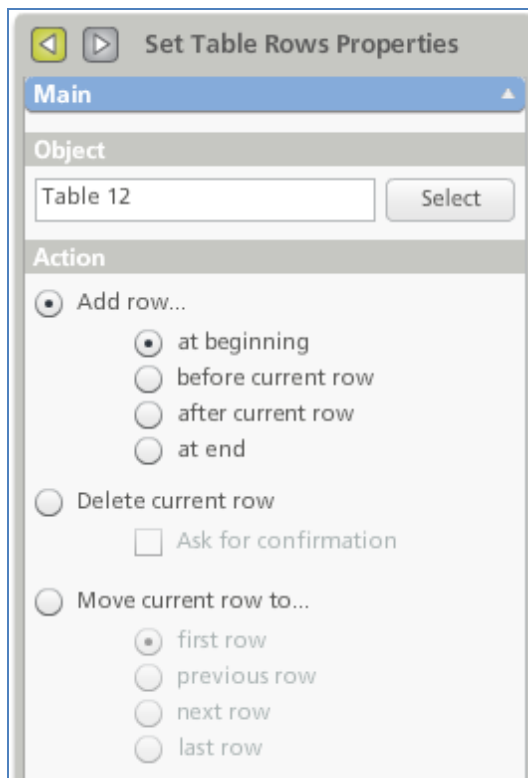 Set Table Rows Properties
Main
Object
Table 12
Select
Action
Add row...
at beginning
before current row
after current row
at end
Delete current row
Ask for confirmation
Move current row to...
first row
previous row
next row
last row